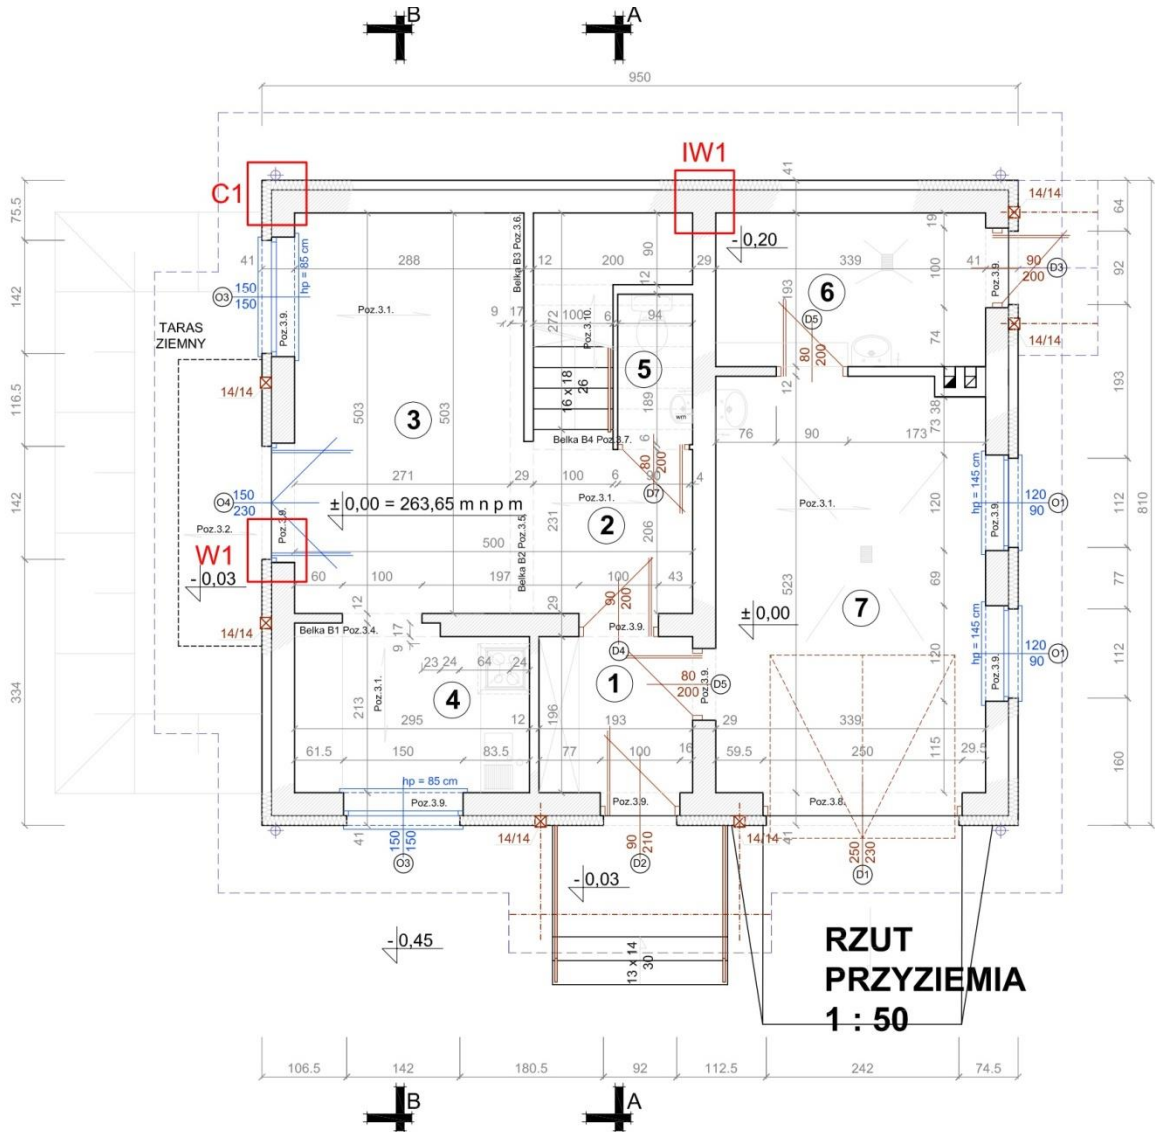 B
A
950
C1
IW1
41
14/14
75.5
64
- 0,20
19
Belka B3 Poz.3.6.
90
41
288
12
200
29
339
41
100
Poz.3.9.
90
200
D3
92
hp = 85 cm
150
150
O3
142
Poz.3.1.
12
193
6
D5
9
17
272
100
Poz.3.10.
6
94
TARAS
ZIEMNY
Poz.3.9.
74
14/14
80
200
5
16 x 18
26
14/14
116.5
3
503
503
189
wm
12
38
73
193
Belka B4 Poz.3.7.
6
76
90
173
80
200
271
29
100
6
90
4
D7
O4
150
230
± 0,00 = 263,65 m n p m
Poz.3.1.
Poz.3.1.
hp = 145 cm
Poz.3.9.
120
120
90
O1
112
810
142
Poz.3.2.
Poz.3.8.
W1
Belka B2 Poz.3.5.
231
2
206
500
- 0,03
60
100
197
100
43
69
77
523
12
29
90
200
± 0,00
7
14/14
Belka B1 Poz.3.4.
17
9
Poz.3.9.
D4
hp = 145 cm
Poz.3.9.
120
120
90
O1
112
23
24
64
24
334
Poz.3.1.
213
4
1
80
200
Poz.3.9.
D5
196
295
12
193
29
339
61.5
150
83.5
77
100
16
59.5
250
29.5
115
160
hp = 85 cm
Poz.3.9.
Poz.3.9.
Poz.3.8.
41
150
150
O3
14/14
90
210
D2
14/14
41
250
230
D1
- 0,03
- 0,45
13 x 14
30
RZUT
PRZYZIEMIA
1 : 50
106.5
142
180.5
92
112.5
242
74.5
B
A